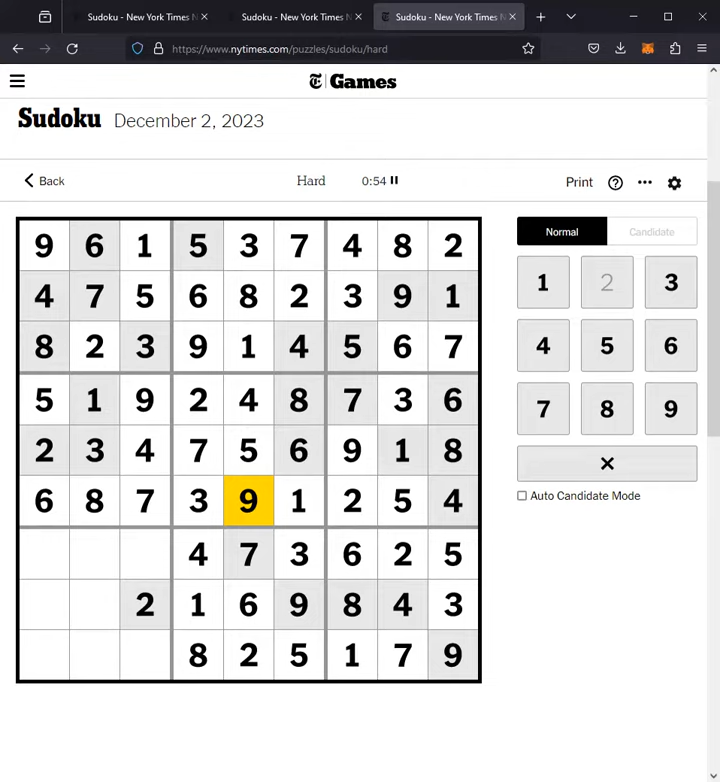 Sudoku - New York Times N
Sudoku - New York Times N
Sudoku - New York Times N
https://www.nytimes.com/puzzles/sudoku/hard
Games
Sudoku December 2, 2023
Back Hard 0:54 Print
9 6 1 5 3 7 4 8 2
4 7 5 6 8 2 3 9 1
8 2 3 9 1 4 5 6 7
5 1 9 2 4 8 7 3 6
2 3 4 7 5 6 9 1 8
6 8 7 3 9 1 2 5 4
4 7 3 6 2 5
2 1 6 9 8 4 3
8 2 5 1 7 9
Normal Candidate
1 2 3
4 5 6
7 8 9
Auto Candidate Mode